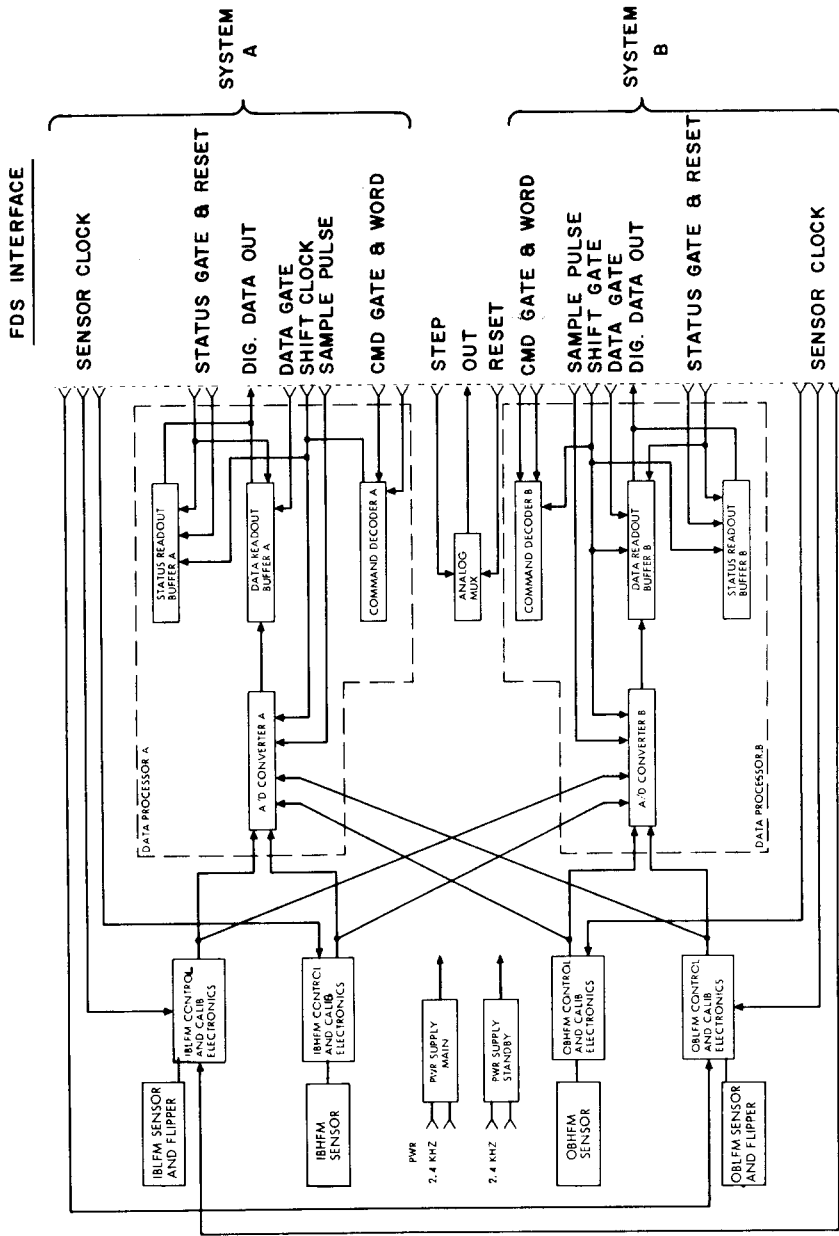 FDS INTERFACE
SENSOR CLOCK
STATUS GATE & RESET
DIG. DATA OUT
DATA GATE
SHIFT CLOCK
SAMPLE PULSE
CMD GATE & WORD
SYSTEM
A
STEP
OUT
RESET
CMD GATE & WORD
SAMPLE PULSE
SHIFT GATE
DATA GATE
DIG. DATA OUT
STATUS GATE & RESET
SENSOR CLOCK
SYSTEM
B
STATUS READOUT
BUFFER A
DATA READOUT
BUFFER A
COMMAND DECODER A
ANALOG
MUX
COMMAND DECODER B
DATA READOUT
BUFFER B
STATUS READOUT
BUFFER B
DATA PROCESSOR A
A/D CONVERTER A
A/D CONVERTER B
DATA PROCESSOR B
IBLFM CONTROL
AND CALIB
ELECTRONICS
IBHFM CONTROL
AND CALIB
ELECTRONICS
PWR SUPPLY
MAIN
PWR SUPPLY
STANDBY
OBHFM CONTROL
AND CALIB
ELECTRONICS
OBLFM CONTROL
AND CALIB
ELECTRONICS
IBLFM SENSOR
AND FLIPPER
IBHFM
SENSOR
PWR
2.4 KHZ
2.4 KHZ
OBHFM
SENSOR
OBLFM SENSOR
AND FLIPPER